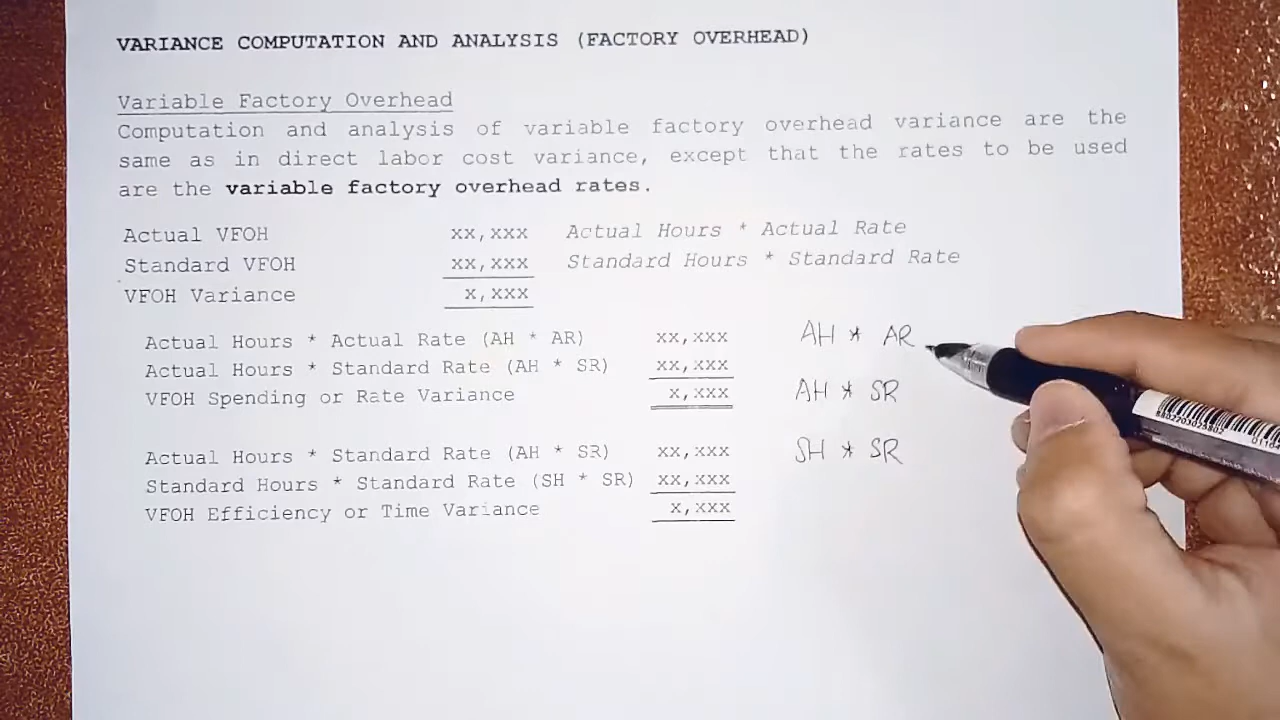 VARIANCE COMPUTATION AND ANALYSIS (FACTORY OVERHEAD)
Variable Factory Overhead
Computation and analysis of variable factory overhead variance are the
same as in direct labor cost variance, except that the rates to be used
are the variable factory overhead rates.
Actual VFOH xx,xxx Actual Hours * Actual Rate
Standard VFOH xx,xxx Standard Hours * Standard Rate
VFOH Variance x,xxx
Actual Hours * Actual Rate (AH * AR) xx,xxx AH * AR
Actual Hours * Standard Rate (AH * SR) xx,xxx
VFOH Spending or Rate Variance x,xxx AH * SR
Actual Hours * Standard Rate (AH * SR) xx,xxx SH * SR
Standard Hours * Standard Rate (SH * SR) xx,xxx
VFOH Efficiency or Time Variance x,xxx